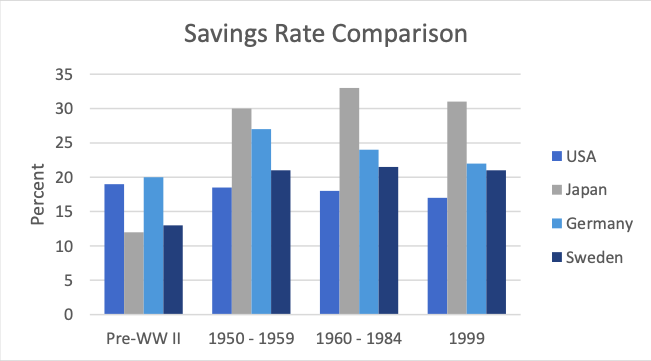 Savings Rate Comparison
35
30
25
20
15
10
5
0
Percent
Pre-WW II 1950 - 1959 1960 - 1984 1999
USA
Japan
Germany
Sweden